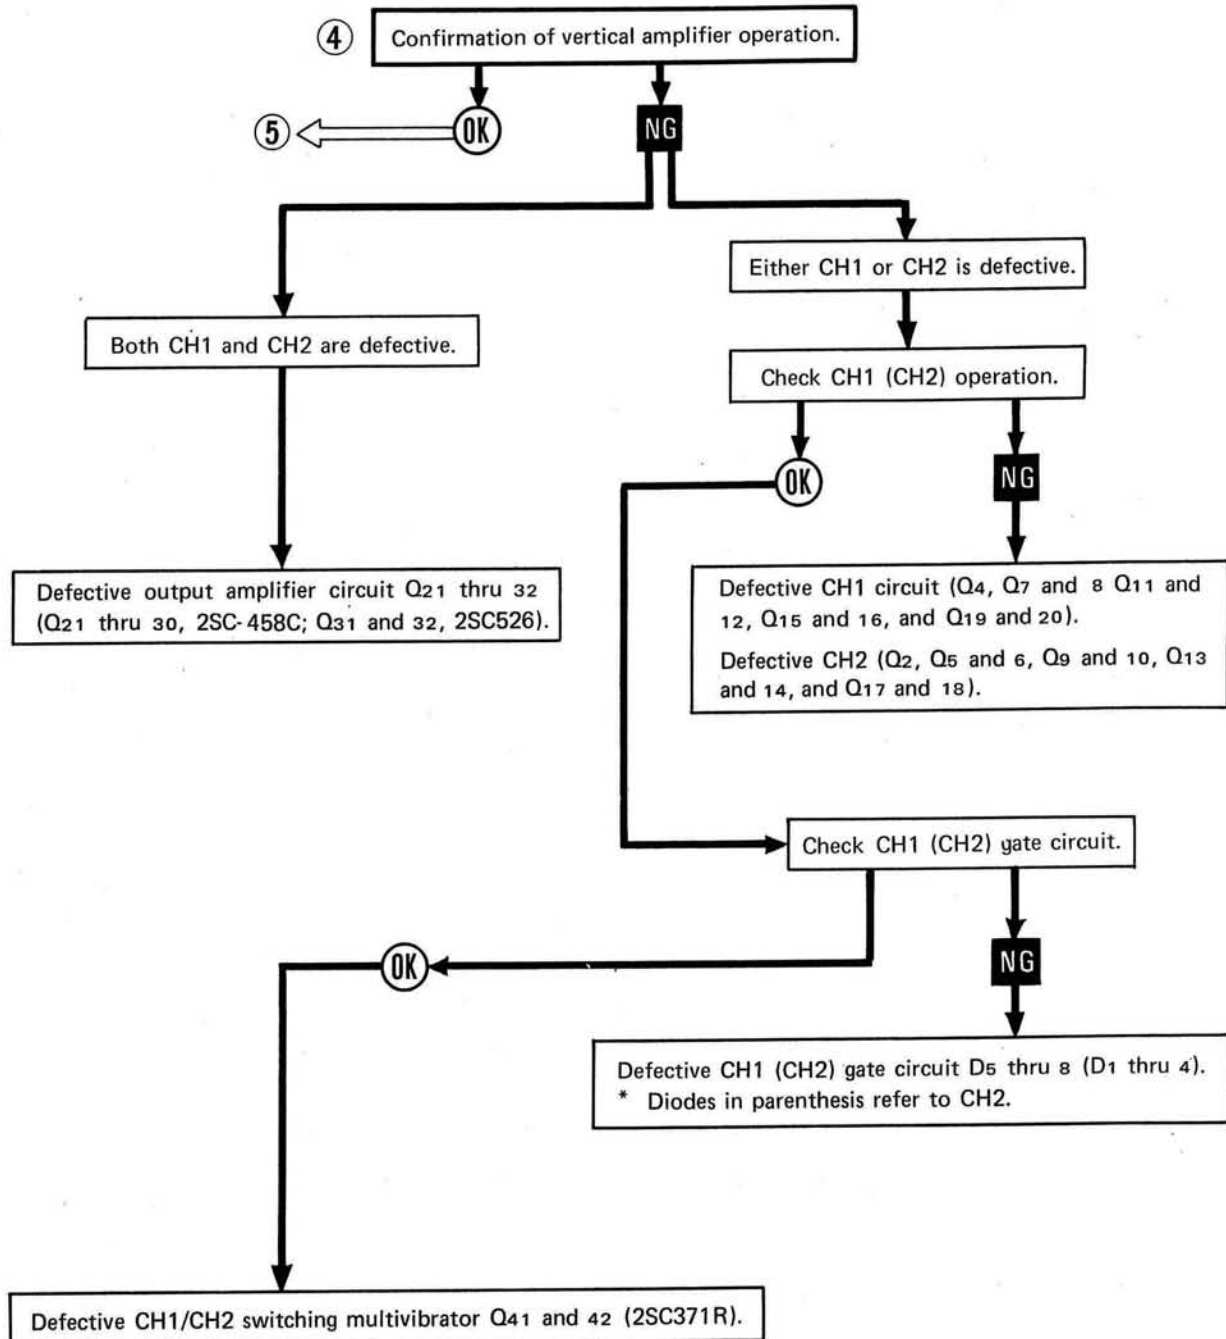 ④ Confirmation of vertical amplifier operation.
⑤ OK NG
Either CH1 or CH2 is defective.
Both CH1 and CH2 are defective.
Check CH1 (CH2) operation.
OK NG
Defective output amplifier circuit Q21 thru 32
(Q21 thru 30, 2SC-458C; Q31 and 32, 2SC526).
Defective CH1 circuit (Q4, Q7 and 8 Q11 and
12, Q15 and 16, and Q19 and 20).
Defective CH2 (Q2, Q5 and 6, Q9 and 10, Q13
and 14, and Q17 and 18).
Check CH1 (CH2) gate circuit.
OK NG
Defective CH1 (CH2) gate circuit D5 thru 8 (D1 thru 4).
* Diodes in parenthesis refer to CH2.
Defective CH1/CH2 switching multivibrator Q41 and 42 (2SC371R).